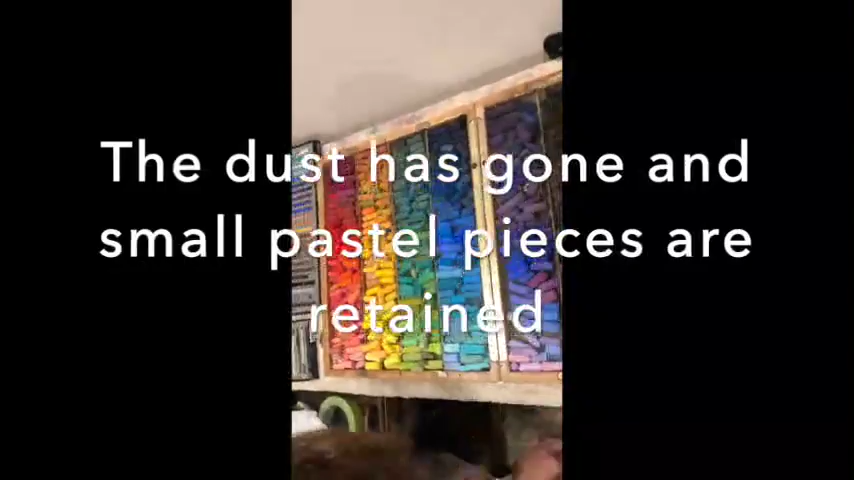 The dust has gone and
small pastel pieces are
retained